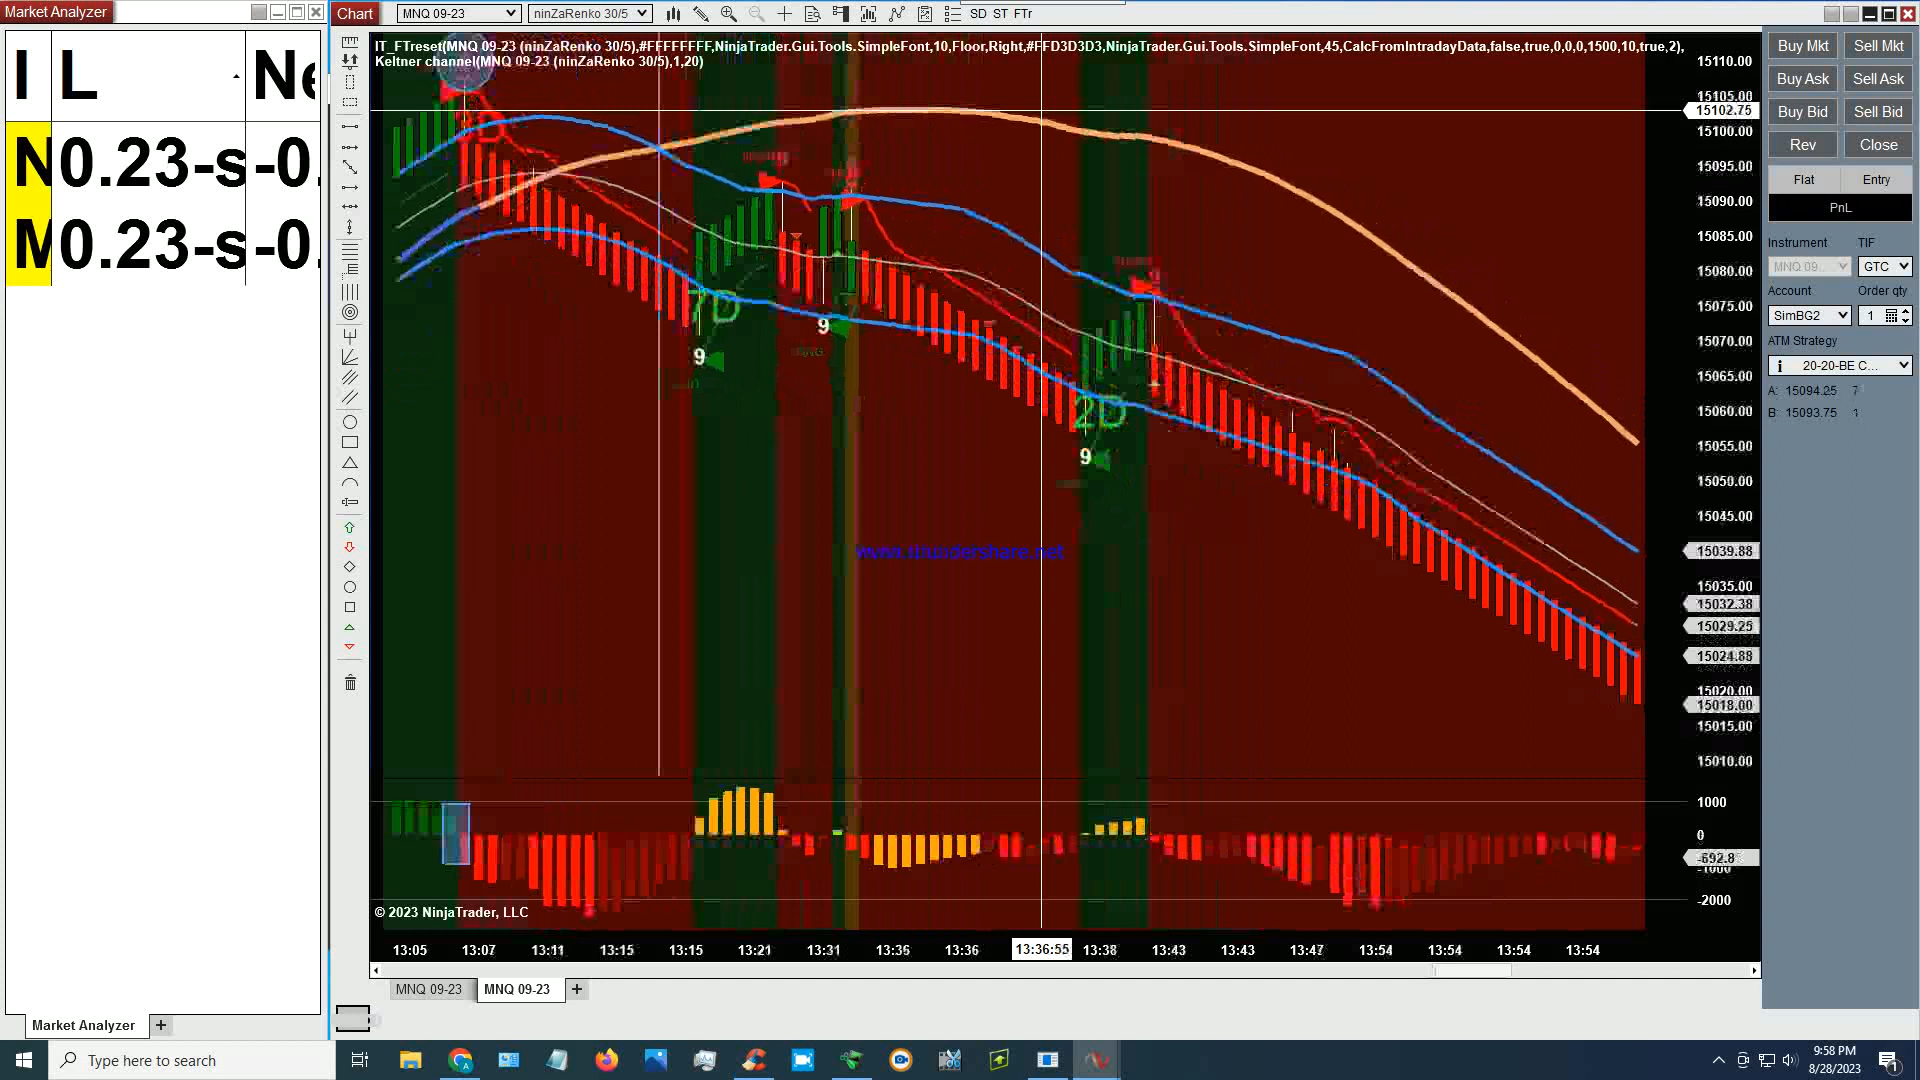 Market Analyzer
I L Ne
N 0.23-s -0.
M 0.23-s -0.
Market Analyzer +
Chart MNQ 09-23 ninZaRenko 30/5 SD ST FTr
IT_FTreset(MNQ 09-23 (ninZaRenko 30/5),#FFFFFFFF,NinjaTrader.Gui.Tools.SimpleFont,10,Floor,Right,#FFD3D3D3,NinjaTrader.Gui.Tools.SimpleFont,45,CalcFromIntradayData,false,true,0,0,0,1500,10,true,2),
Keltner channel(MNQ 09-23 (ninZaRenko 30/5),1,20)
15110.00
15105.00
15102.75
15100.00
15095.00
15090.00
15085.00
15080.00
15075.00
15070.00
15065.00
15060.00
15055.00
15050.00
15045.00
15039.88
15035.00
15032.38
15029.25
15024.88
15020.00
15018.00
15015.00
15010.00
7D
9
9
2D
9
1000
0
-692.8
-1000
-2000
© 2023 NinjaTrader, LLC
13:05 13:07 13:11 13:15 13:15 13:21 13:31 13:35 13:36 13:36:55 13:38 13:43 13:43 13:47 13:54 13:54 13:54 13:54
MNQ 09-23 MNQ 09-23 +
Buy Mkt Sell Mkt
Buy Ask Sell Ask
Buy Bid Sell Bid
Rev Close
Flat Entry
PnL
Instrument TIF
MNQ 09... GTC
Account Order qty
SimBG2 1
ATM Strategy
20-20-BE C...
A: 15094.25 7
B: 15093.75 1
Type here to search
9:58 PM
8/28/2023